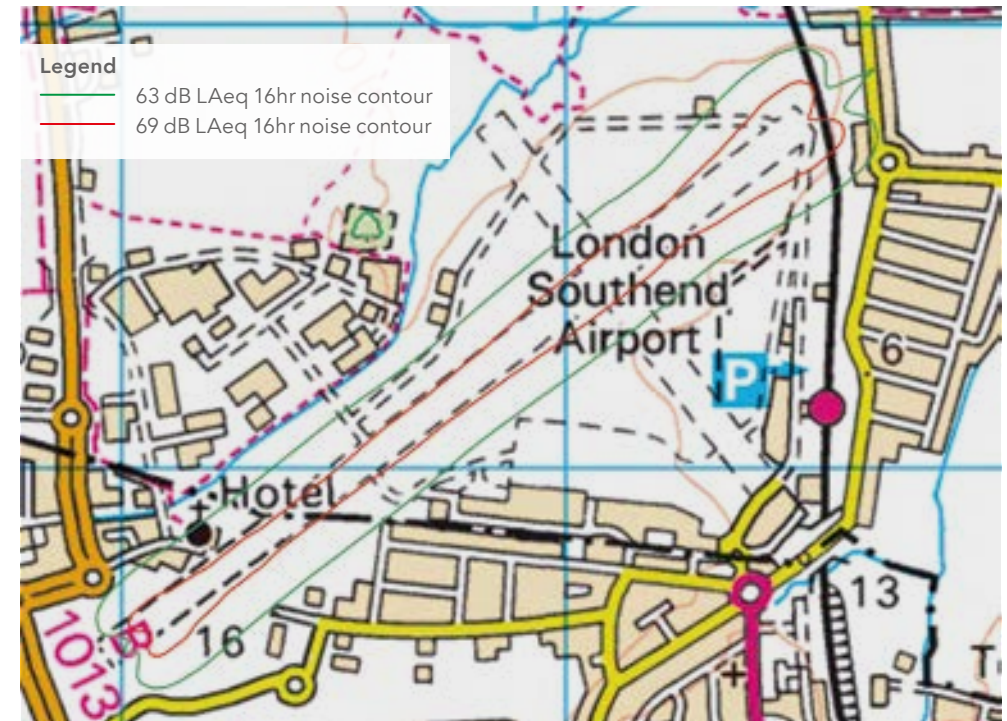 Legend
63 dB LAeq 16hr noise contour
69 dB LAeq 16hr noise contour
London
Southend
Airport
P
6
Hotel
13
16
1013